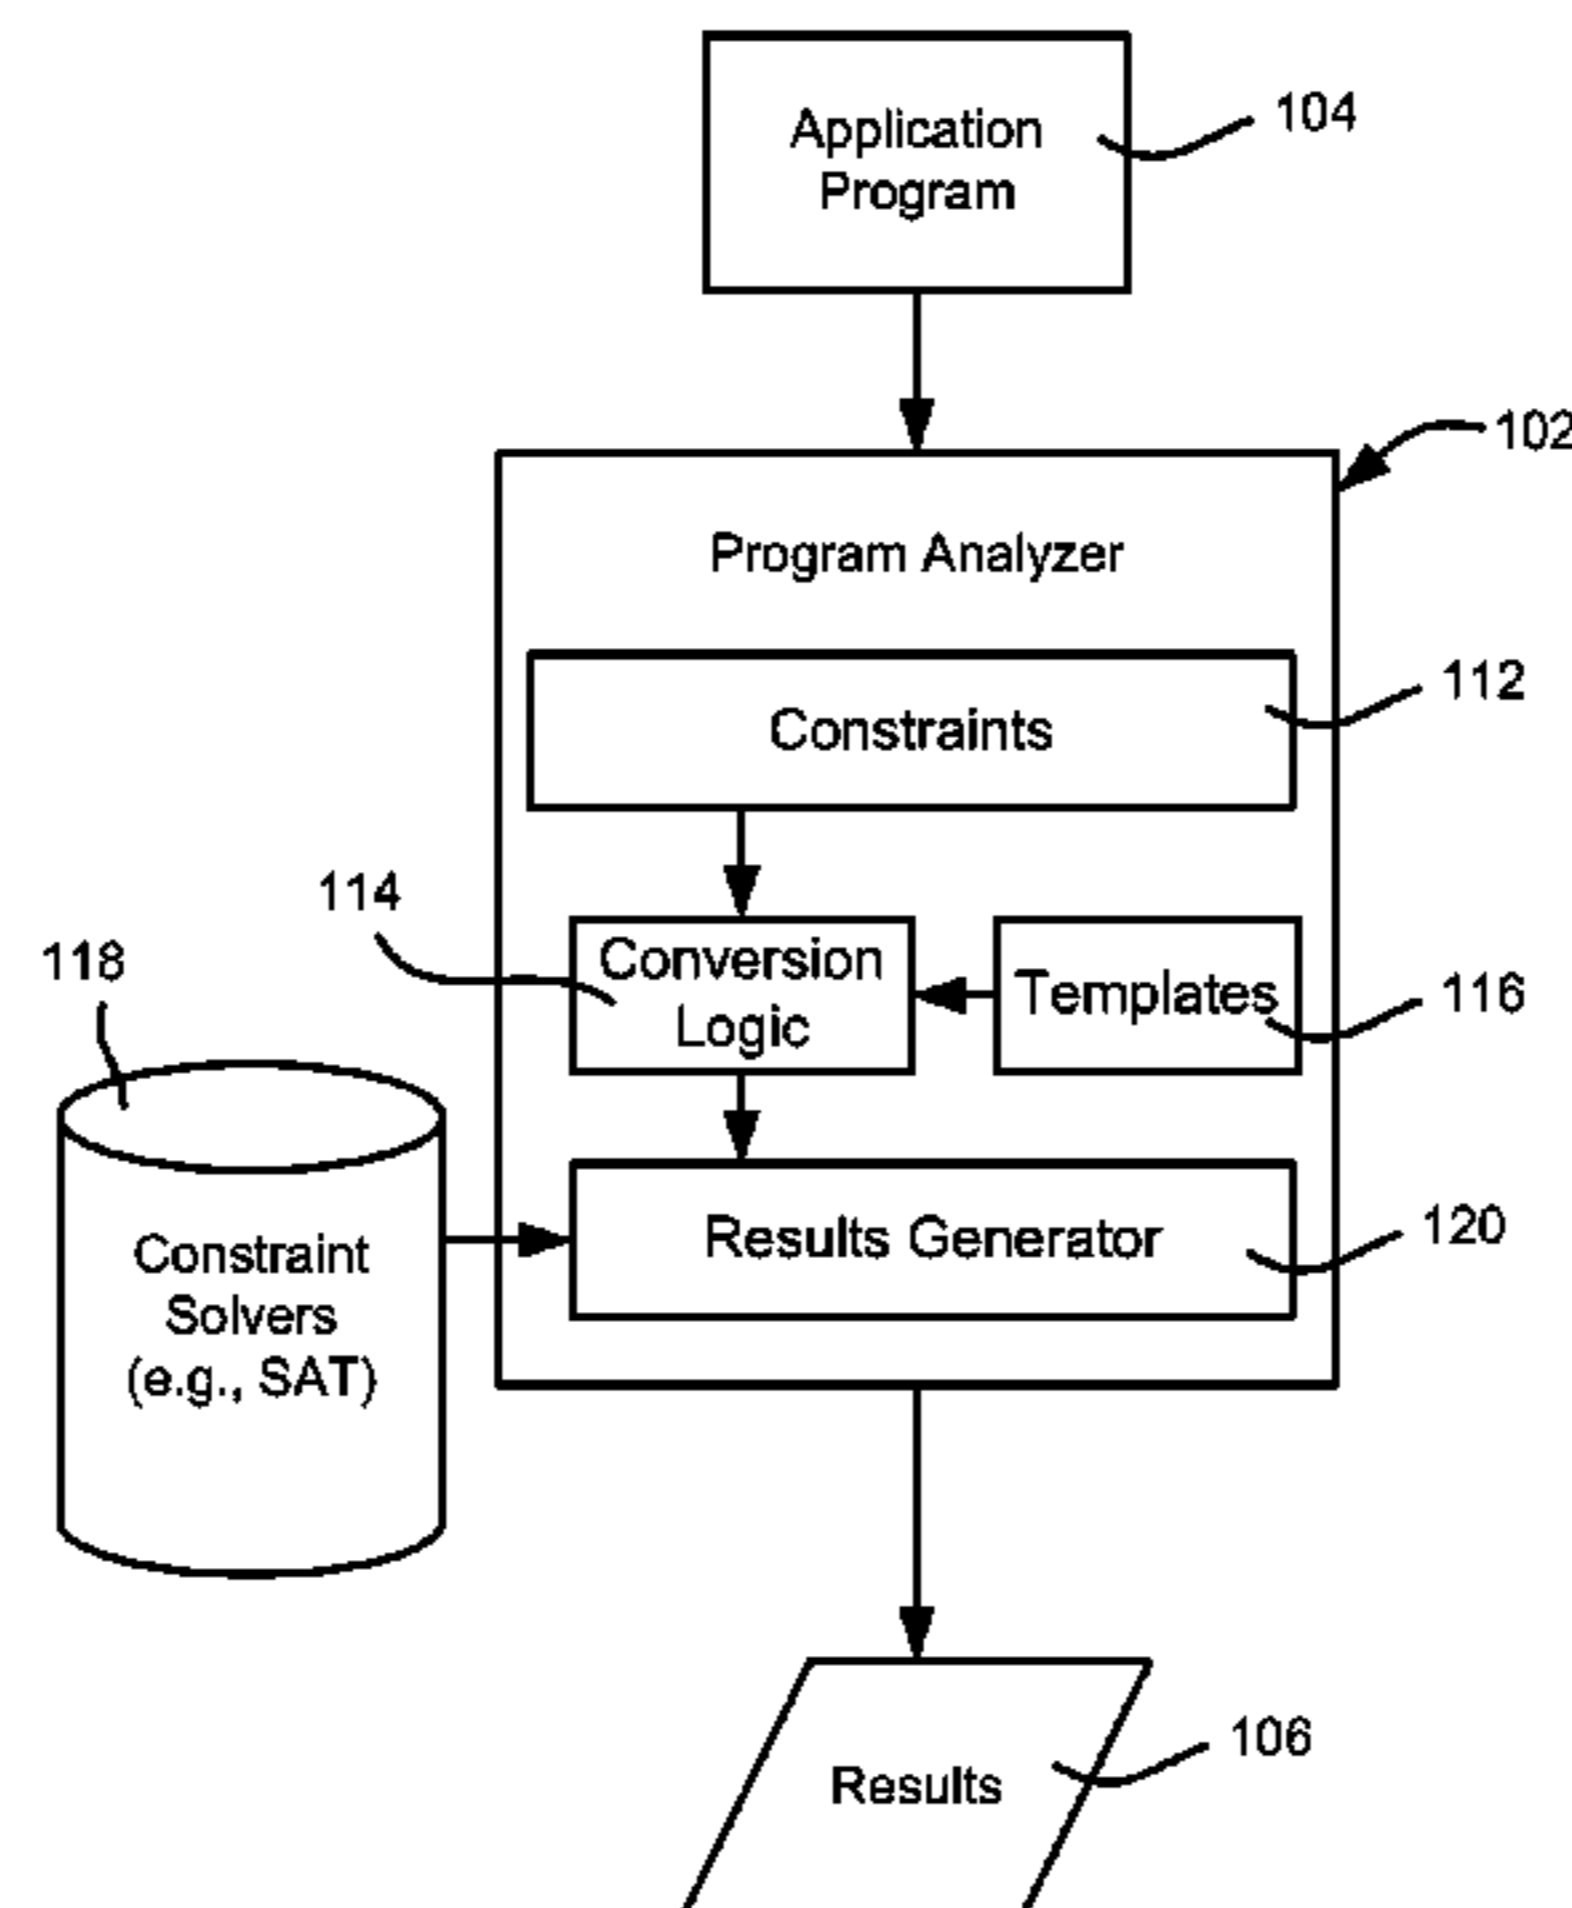 Application
Program
104
102
Program Analyzer
112
Constraints
114
118
Conversion
Logic
Templates
116
Constraint
Solvers
(e.g., SAT)
Results Generator
120
Results
106